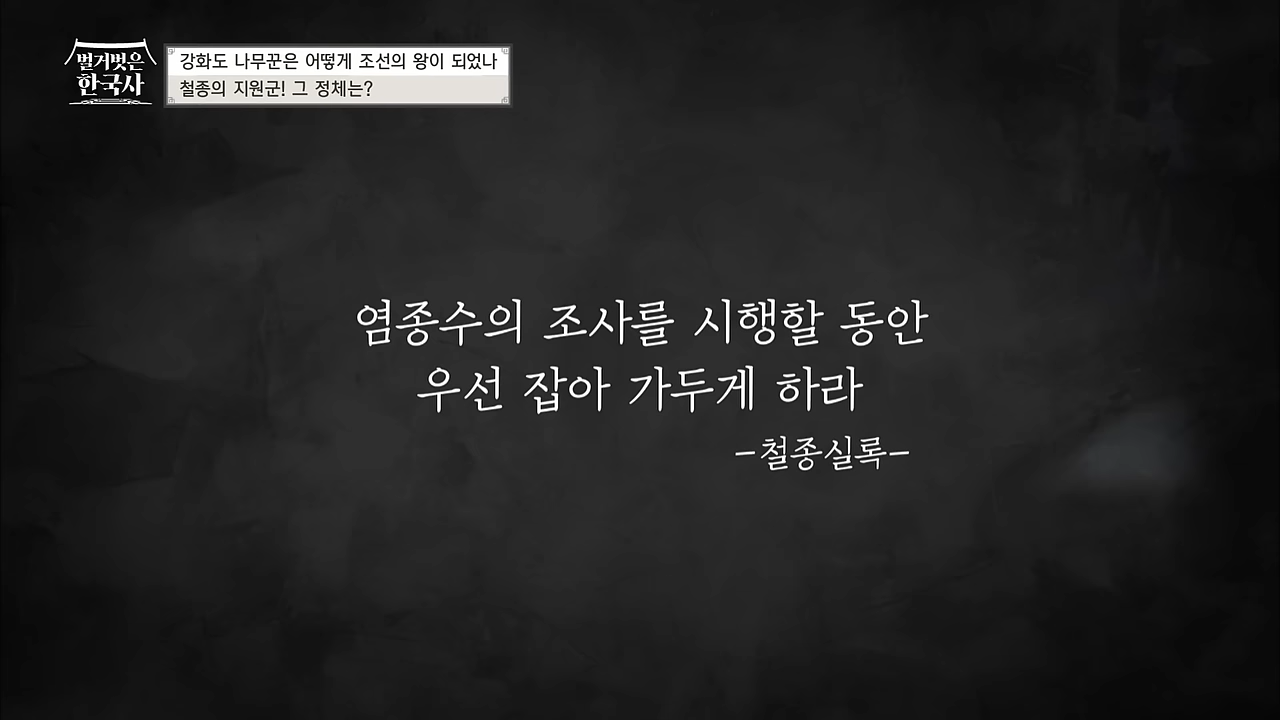 벌거벗은
한국사
강화도 나무꾼은 어떻게 조선의 왕이 되었나
철종의 지원군! 그 정체는?
염종수의 조사를 시행할 동안
우선 잡아 가두게 하라
-철종실록-